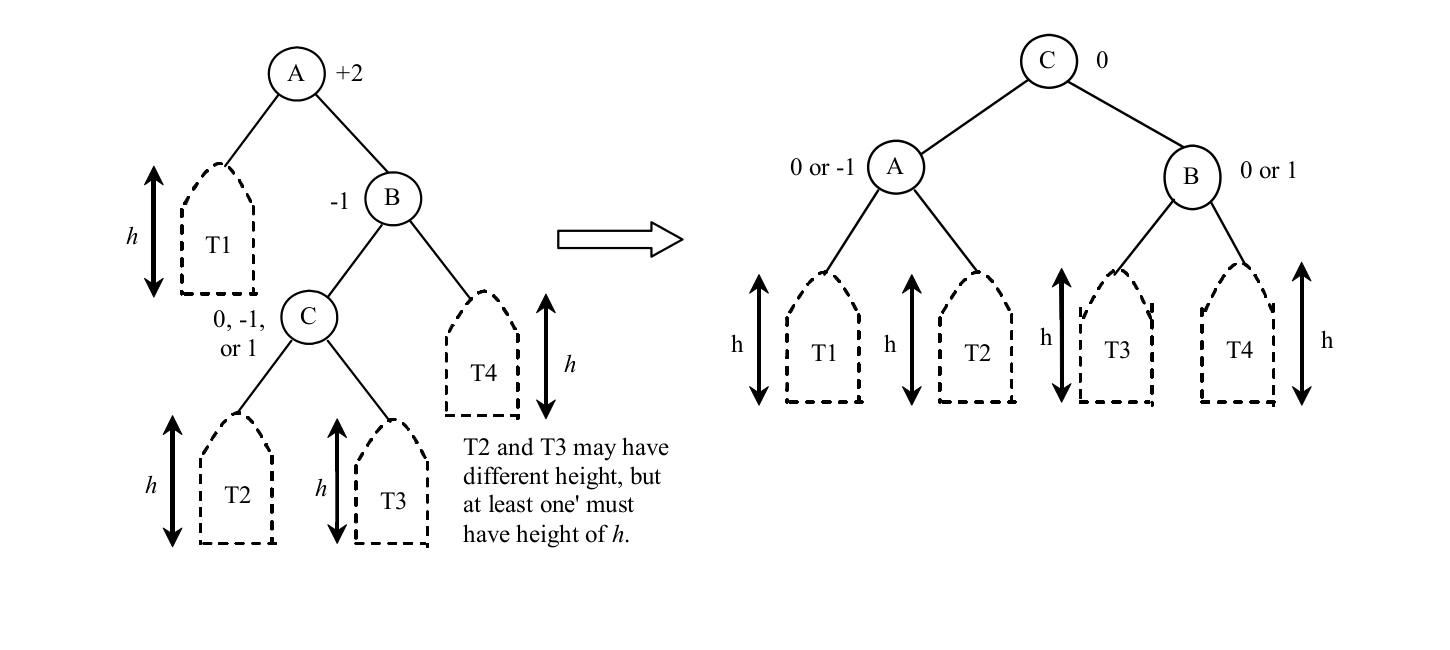 A
+2
h
T1
-1
B
0, -1,
or 1
C
T4
h
h
T2
h
T3
T2 and T3 may have
different height, but
at least one' must
have height of h.
C
0
0 or -1
A
B
0 or 1
h
T1
h
T2
h
T3
T4
h